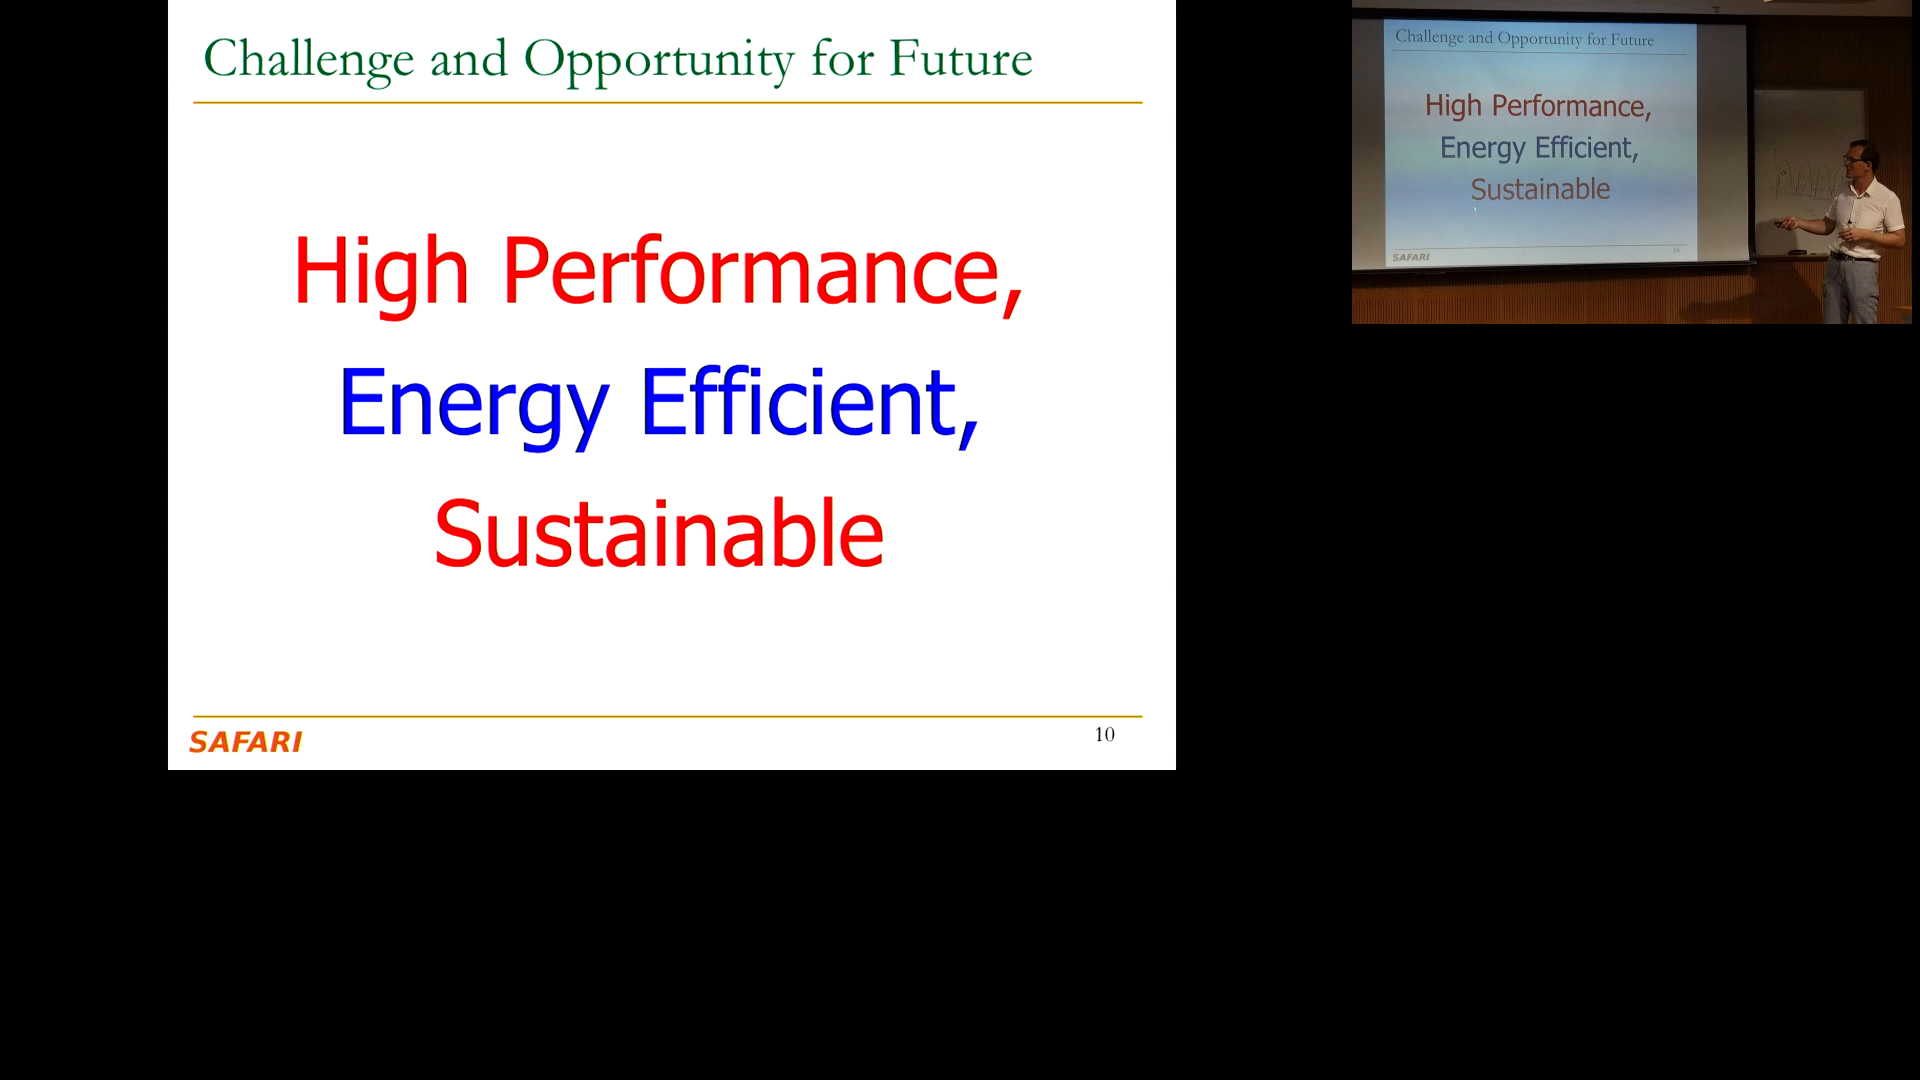 Challenge and Opportunity for Future
High Performance,
Energy Efficient,
Sustainable
SAFARI
10
Challenge and Opportunity for Future
High Performance,
Energy Efficient,
Sustainable
SAFARI
10